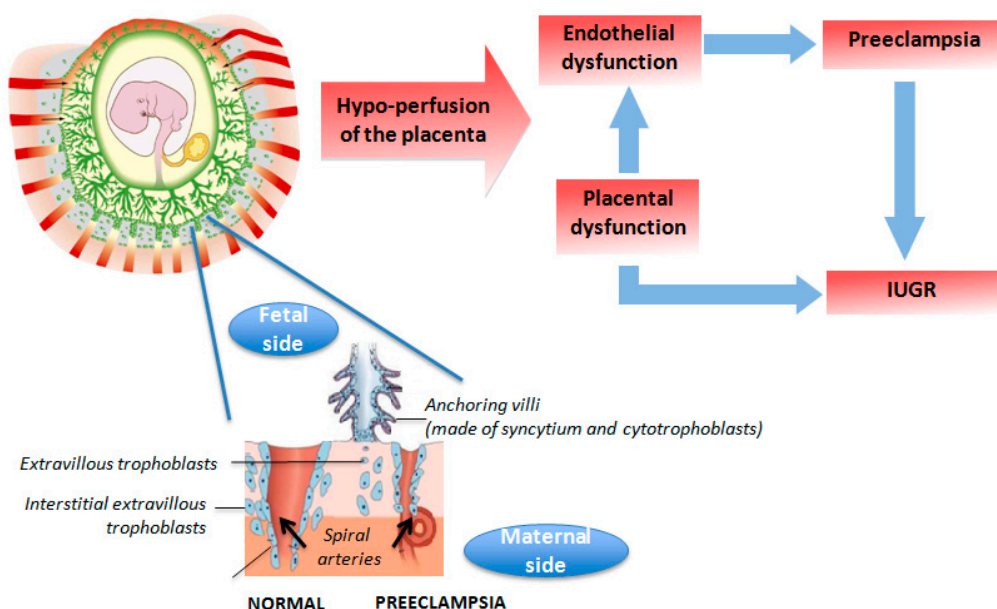 Hypo-perfusion
of the placenta
Endothelial
dysfunction
Preeclampsia
Placental
dysfunction
IUGR
Fetal
side
Anchoring villi
(made of syncytium and cytotrophoblasts)
Extravillous trophoblasts
Interstitial extravillous
trophoblasts
Spiral
arteries
Maternal
side
NORMAL
PREECLAMPSIA